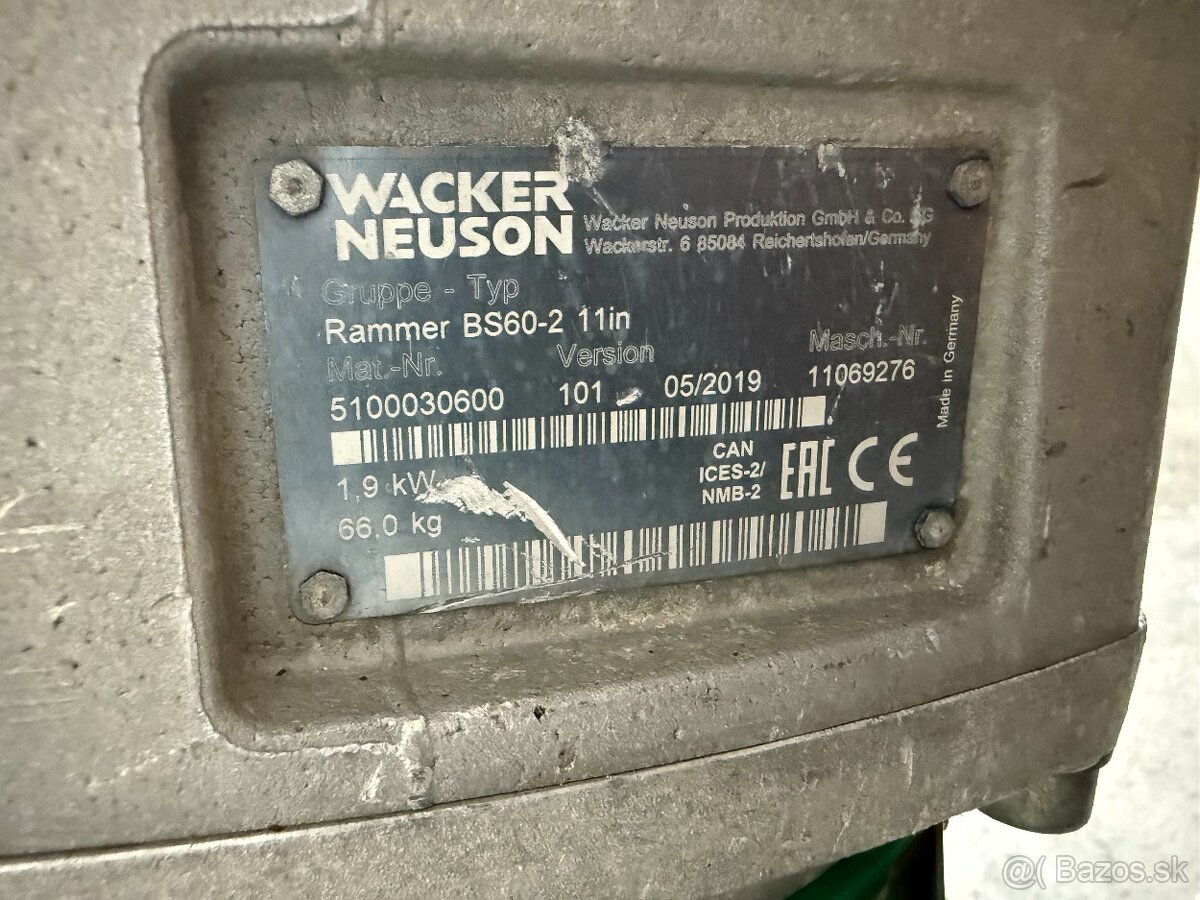 WACKER
NEUSON
Wacker Neuson Produktion GmbH & Co. KG
Wackerstr. 6 85084 Reichertshofen/Germany
Gruppe - Typ
Rammer BS60-2 11in
Mat.-Nr. Version Masch.-Nr.
5100030600 101 05/2019 11069276
1,9 kW
66,0 kg
CAN
ICES-2/
NMB-2
EAC CE
Made in Germany
@( Bazos.sk